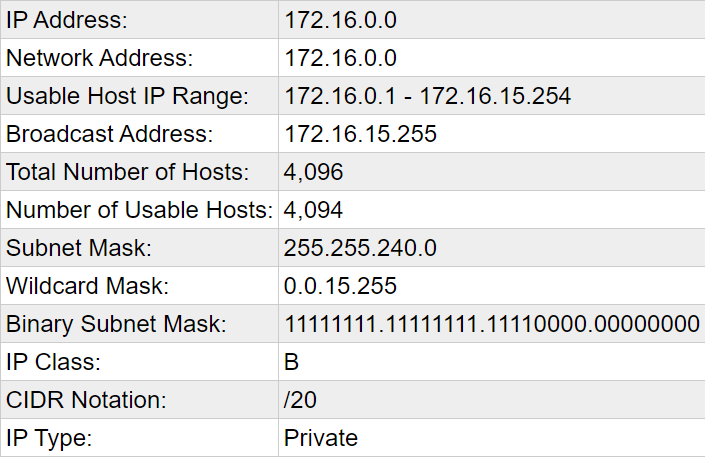 IP Address: 172.16.0.0
Network Address: 172.16.0.0
Usable Host IP Range: 172.16.0.1 - 172.16.15.254
Broadcast Address: 172.16.15.255
Total Number of Hosts: 4,096
Number of Usable Hosts: 4,094
Subnet Mask: 255.255.240.0
Wildcard Mask: 0.0.15.255
Binary Subnet Mask: 11111111.11111111.11110000.00000000
IP Class: B
CIDR Notation: /20
IP Type: Private